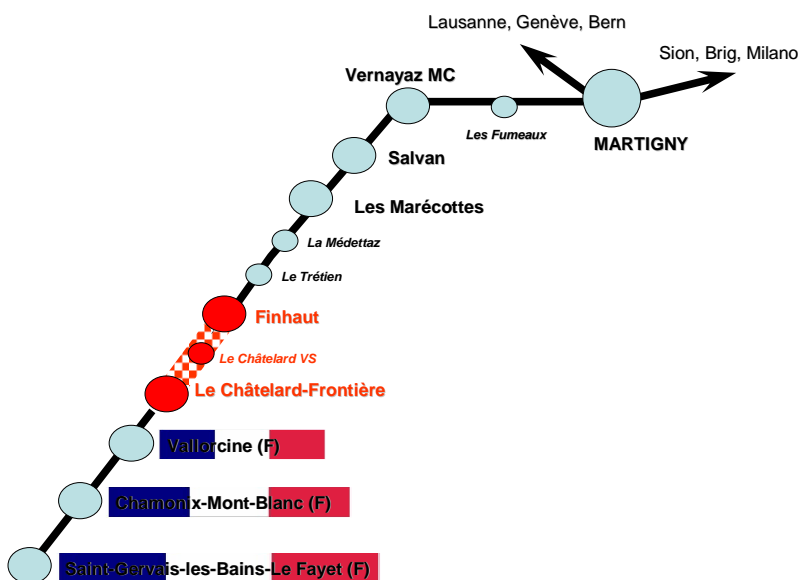 Lausanne, Genève, Bern
Sion, Brig, Milano
Vernayaz MC
Les Fumeaux
MARTIGNY
Salvan
Les Marécottes
La Médettaz
Le Trétien
Finhaut
Le Châtelard VS
Le Châtelard-Frontière
Vallorcine (F)
Chamonix-Mont-Blanc (F)
Saint-Gervais-les-Bains-Le Fayet (F)